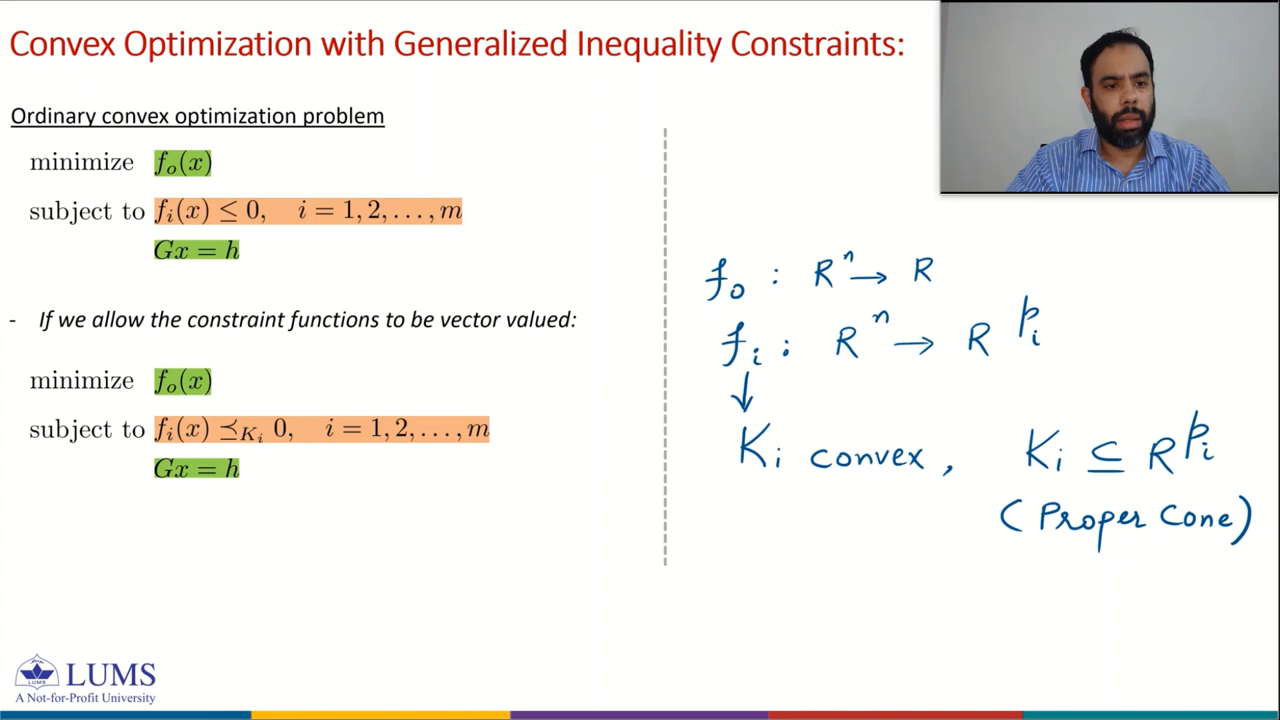 Convex Optimization with Generalized Inequality Constraints:
Ordinary convex optimization problem
minimize f_o(x)
subject to f_i(x) ≤ 0, i = 1, 2, . . . , m
Gx = h
- If we allow the constraint functions to be vector valued:
minimize f_o(x)
subject to f_i(x) ⪯_{K_i} 0, i = 1, 2, . . . , m
Gx = h
f_0 : R^n → R
f_i : R^n → R^{p_i}
↓
K_i convex, K_i ⊆ R^{p_i}
(Proper Cone)
LUMS
A Not-for-Profit University